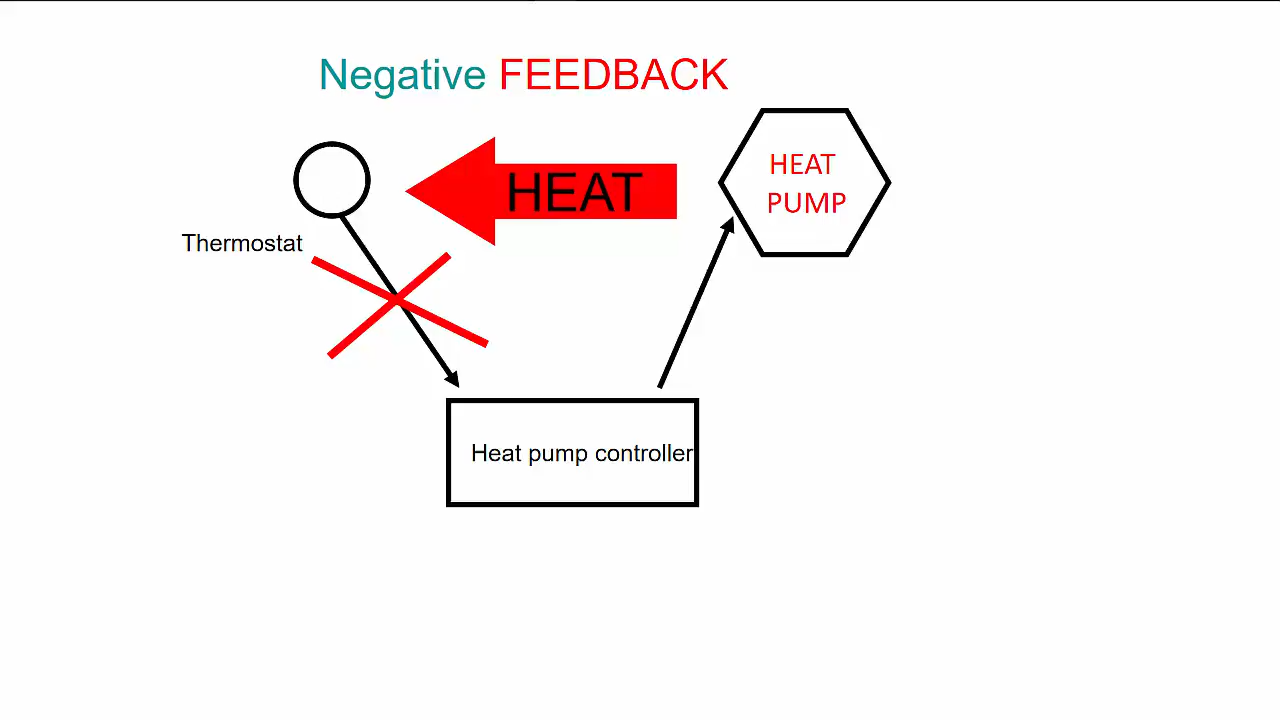 Negative FEEDBACK
HEAT
PUMP
HEAT
Thermostat
Heat pump controller